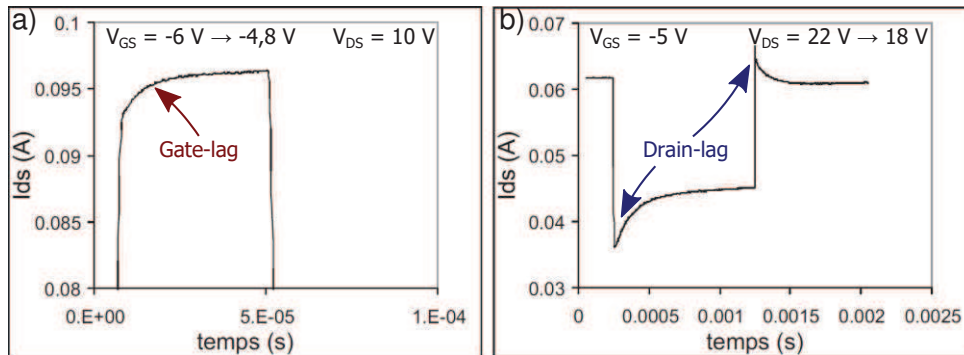 a)
V_GS = -6 V → -4,8 V
V_DS = 10 V
0.1
0.095
0.09
0.085
0.08
Ids (A)
Gate-lag
0.E+00
5.E-05
1.E-04
temps (s)
b)
V_GS = -5 V
V_DS = 22 V → 18 V
0.07
0.06
0.05
0.04
0.03
Ids (A)
Drain-lag
0
0.0005
0.001
0.0015
0.002
0.0025
temps (s)